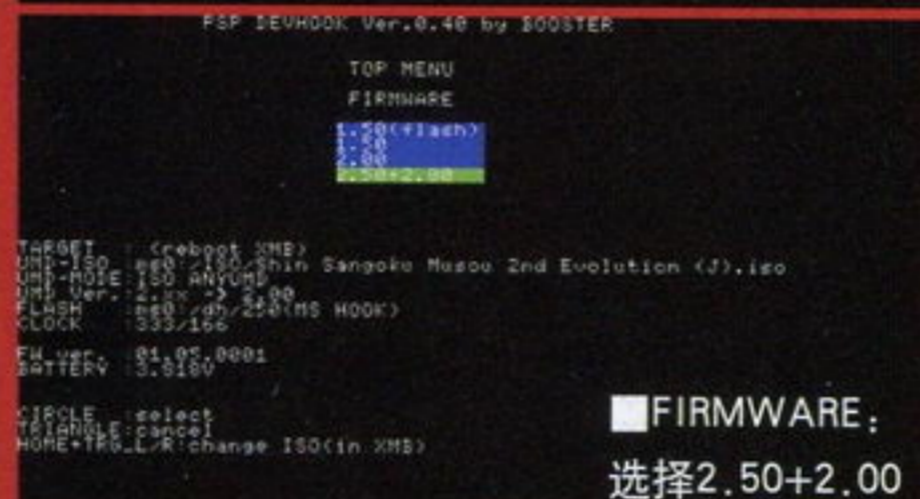 PSP DEVHOOK Ver.0.40 by BOOSTER
TOP MENU
FIRMWARE
1.50(flash)
1.50
2.00
2.50+2.00
TARGET : (reboot XMB)
UMD-ISO :ms0:/ISO/Shin Sangoku Musou 2nd Evolution (J).iso
UMD-MODE:ISO ANYUMD
UMD Ver.:2.xx -> 5.00
FLASH :ms0:/dh/250(MS HOOK)
CLOCK :333/166
FW ver. :01.05.0001
BATTERY :3.818V
CIRCLE :select
TRIANGLE:cancel
HOME+TRG_L/R:change ISO(in XMB)
■FIRMWARE:
选择2.50+2.00